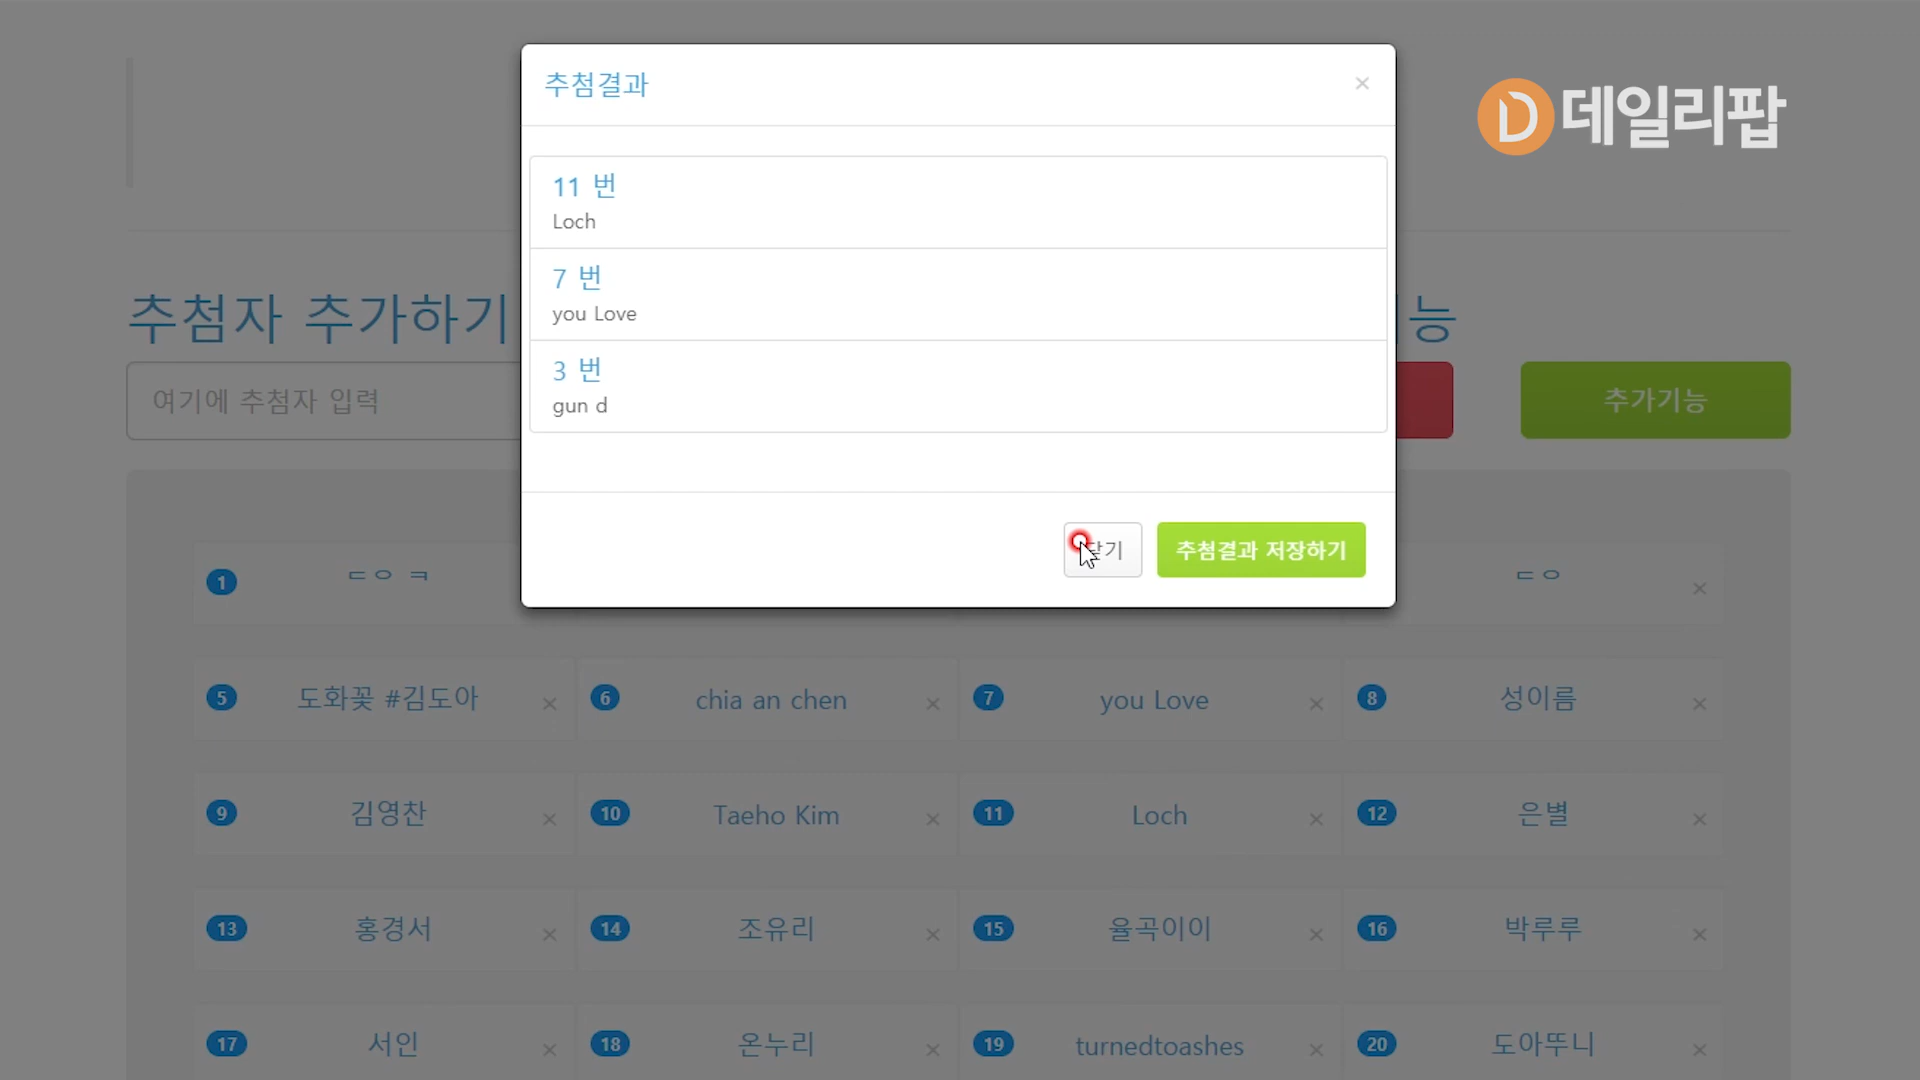 추첨결과
×
데일리팝
11 번
Loch
7 번
you Love
3 번
gun d
추첨자 추가하기
능
여기에 추첨자 입력
추가기능
추첨결과 저장하기
1 ㄷㅇ ㅋ
ㄷㅇ ×
5 도화꽃 #김도아 × 6 chia an chen × 7 you Love × 8 성이름 ×
9 김영찬 × 10 Taeho Kim × 11 Loch × 12 은별 ×
13 홍경서 × 14 조유리 × 15 율곡이이 × 16 박루루 ×
17 서인 × 18 온누리 × 19 turnedtoashes × 20 도아뚜니 ×